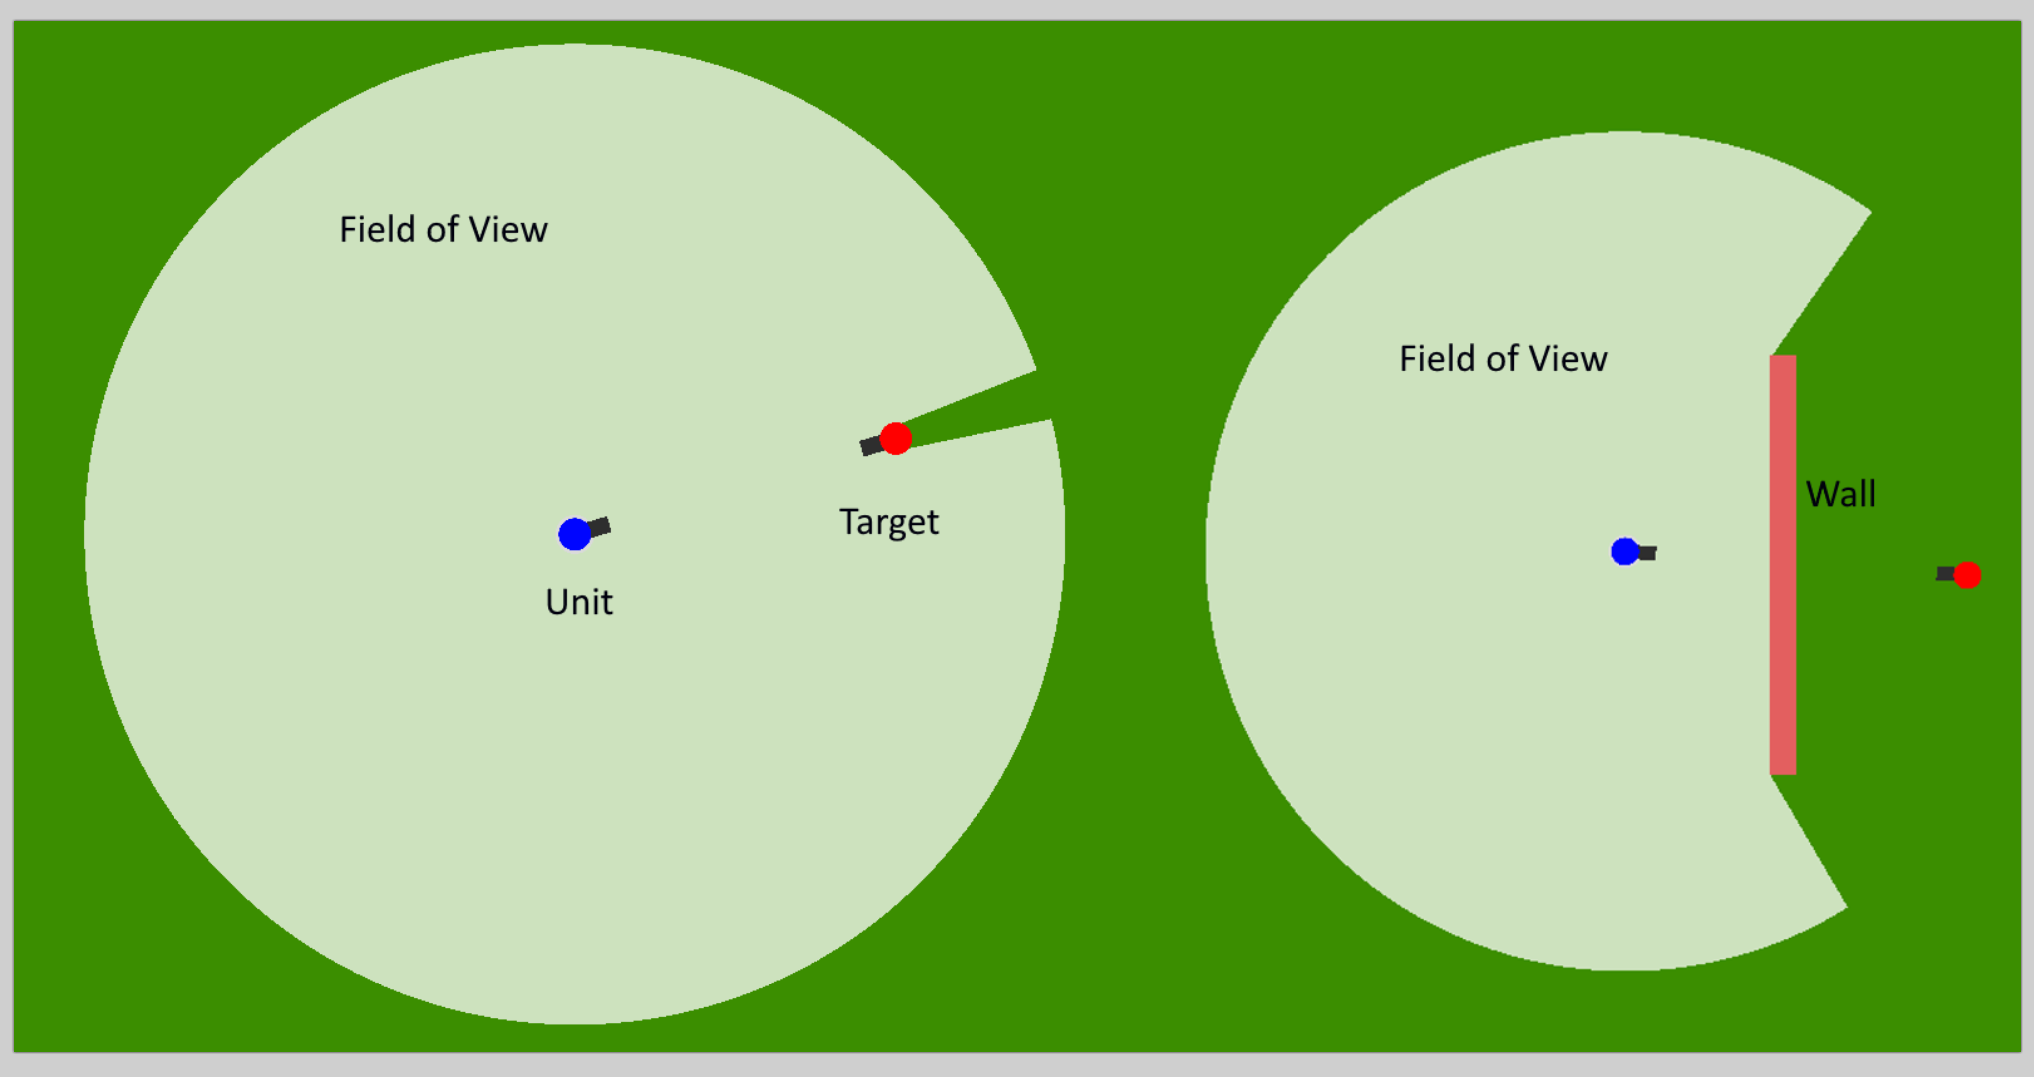 Field of View
Target
Unit
Field of View
Wall